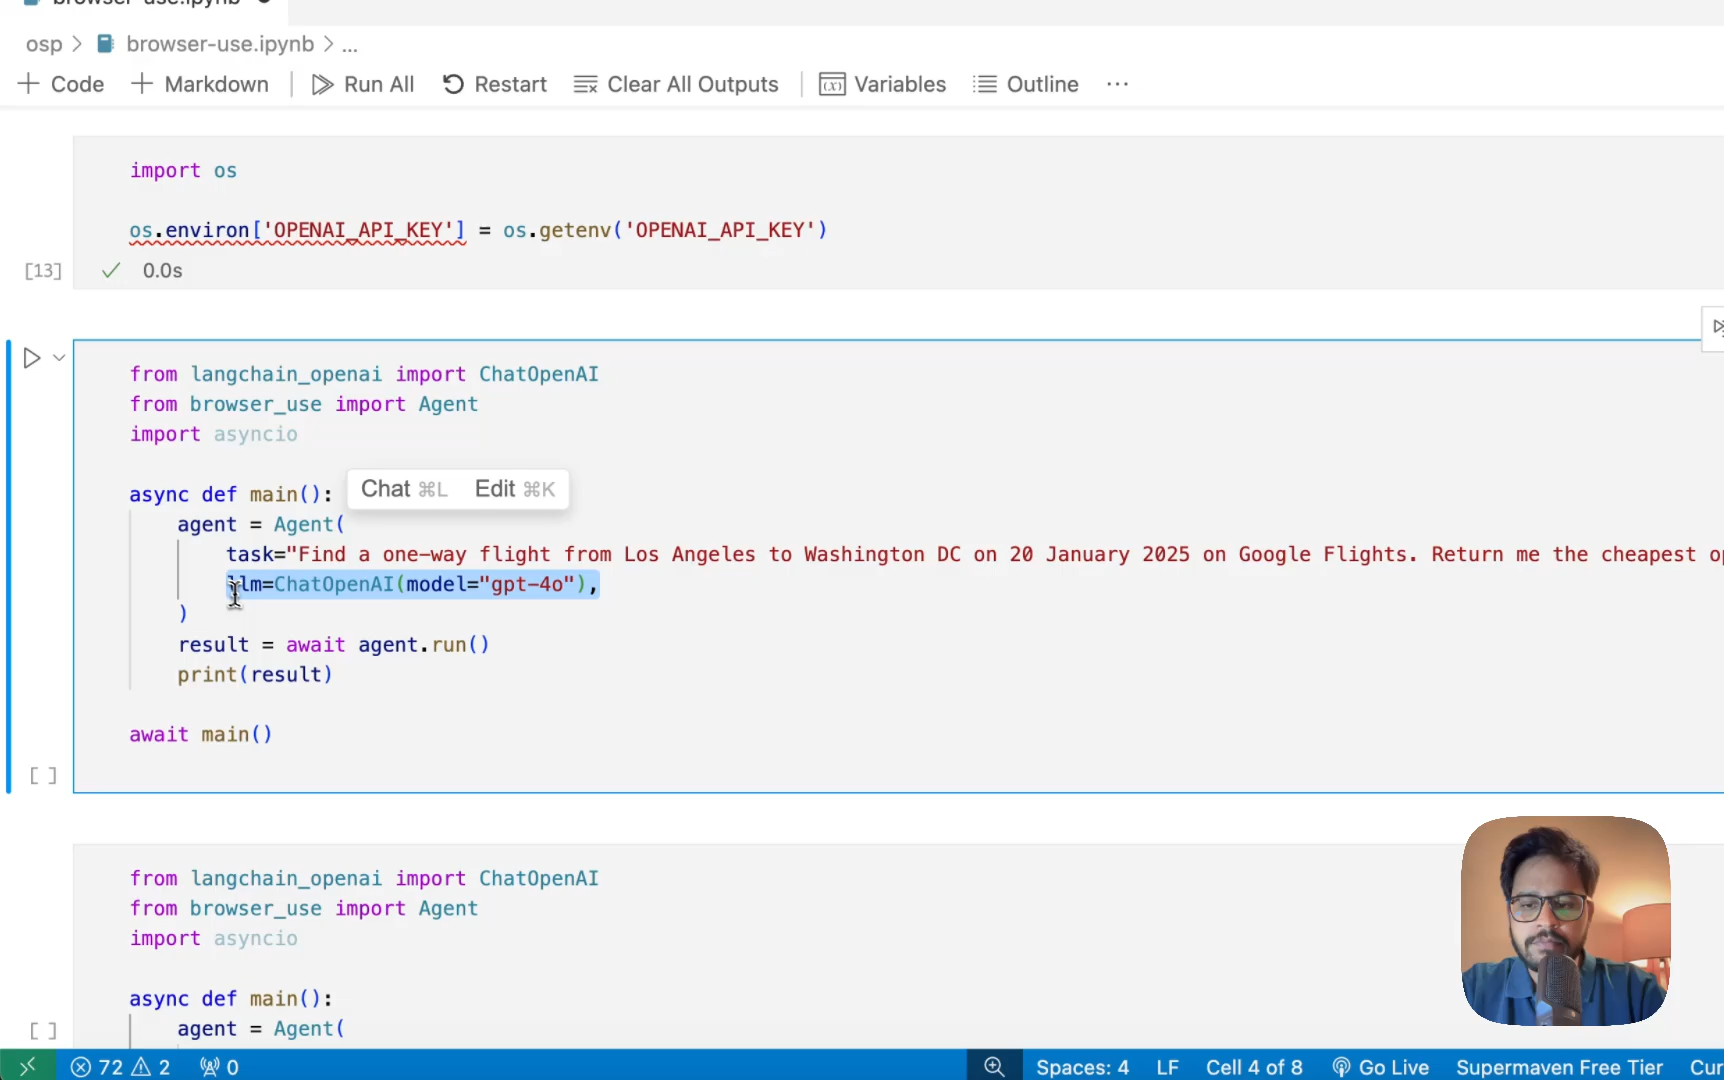 browser-use.ipynb
osp > browser-use.ipynb > ...
+ Code + Markdown | Run All Restart Clear All Outputs | Variables Outline ...
import os
os.environ['OPENAI_API_KEY'] = os.getenv('OPENAI_API_KEY')
[13] ✓ 0.0s
from langchain_openai import ChatOpenAI
from browser_use import Agent
import asyncio
Chat ⌘L Edit ⌘K
async def main():
agent = Agent(
task="Find a one-way flight from Los Angeles to Washington DC on 20 January 2025 on Google Flights. Return me the cheapest
llm=ChatOpenAI(model="gpt-4o"),
)
result = await agent.run()
print(result)
await main()
[ ]
from langchain_openai import ChatOpenAI
from browser_use import Agent
import asyncio
async def main():
[ ] agent = Agent(
72 2 0 Spaces: 4 LF Cell 4 of 8 Go Live Supermaven Free Tier